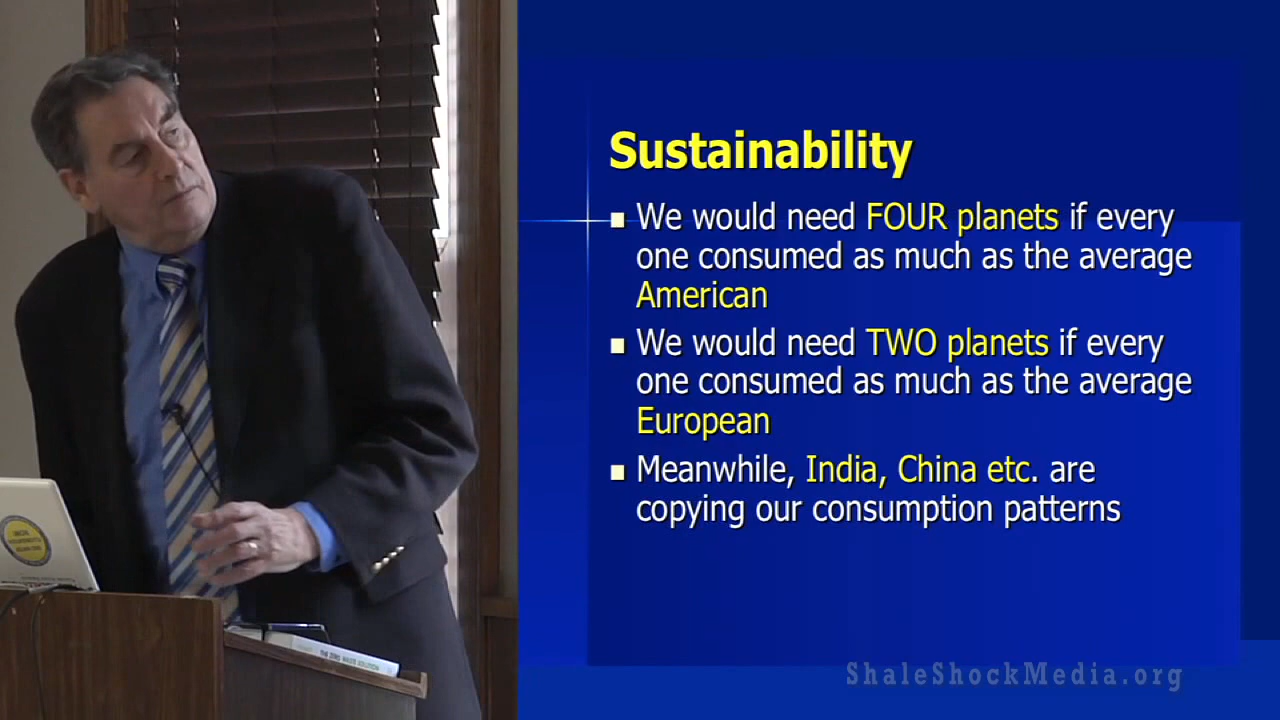 Sustainability
We would need FOUR planets if every
one consumed as much as the average
American
We would need TWO planets if every
one consumed as much as the average
European
Meanwhile, India, China etc. are
copying our consumption patterns
ShaleShockMedia.org